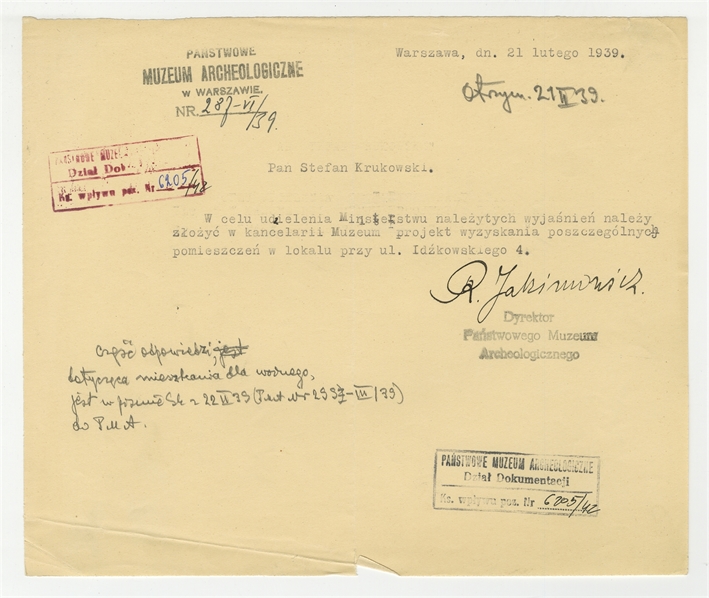 PAŃSTWOWE
MUZEUM ARCHEOLOGICZNE
W WARSZAWIE.
NR. 287-VI/39.
Warszawa, dn. 21 lutego 1939.
Otrzym. 21 II 39.
PAŃSTWOWE MUZEUM
Dział Dok
Ks. wpływu poz. Nr 6205/42
Pan Stefan Krukowski.
W celu udzielenia Ministerstwu należytych wyjaśnień należy
złożyć w kancelarii Muzeum projekt wyzyskania poszczególnych
pomieszczeń w lokalu przy ul. Idźkowskiego 4.
R. Jakimowicz.
Dyrektor
Państwowego Muzeum
Archeologicznego
Część odpowiedzi, jest
dotycząca mieszkania dla woźnego,
jest w piśmie Sk z 22 II 39 (P.M.A. Nr -III/39)
do P.M.A.
PAŃSTWOWE MUZEUM ARCHEOLOGICZNE
Dział Dokumentacji
Ks. wpływu poz. Nr 6205/42